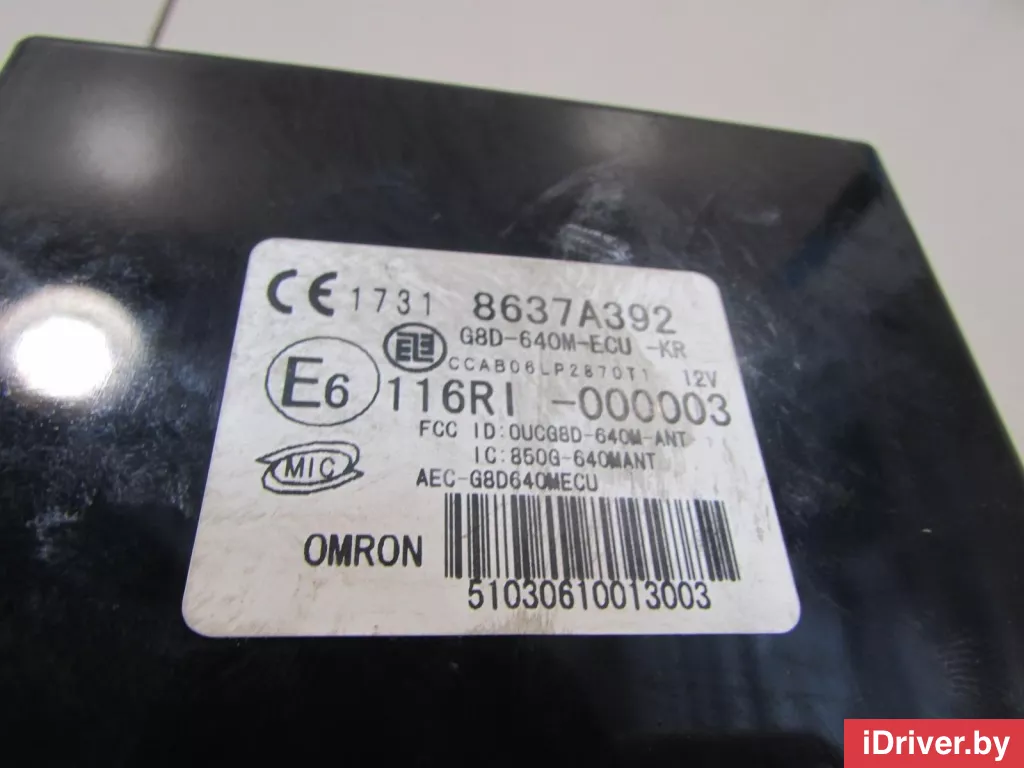 CE 1731 8637A392
G8D-640M-ECU -KR
CCAB06LP2870T1 12V
E6 116RI -000003
FCC ID:OUCG8D-640M-ANT
IC:850G-640MANT
MIC
AEC-G8D640MECU
OMRON
51030610013003
iDriver.by